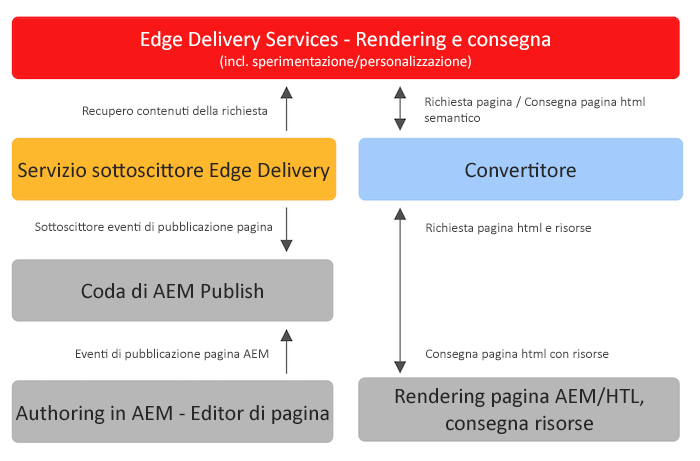 Edge Delivery Services - Rendering e consegna
(incl. sperimentazione/personalizzazione)
Recupero contenuti della richiesta
Richiesta pagina / Consegna pagina html
semantico
Servizio sottoscittore Edge Delivery
Convertitore
Sottoscittore eventi di pubblicazione pagina
Richiesta pagina html e risorse
Coda di AEM Publish
Eventi di pubblicazione pagina AEM
Consegna pagina html con risorse
Authoring in AEM - Editor di pagina
Rendering pagina AEM/HTL,
consegna risorse